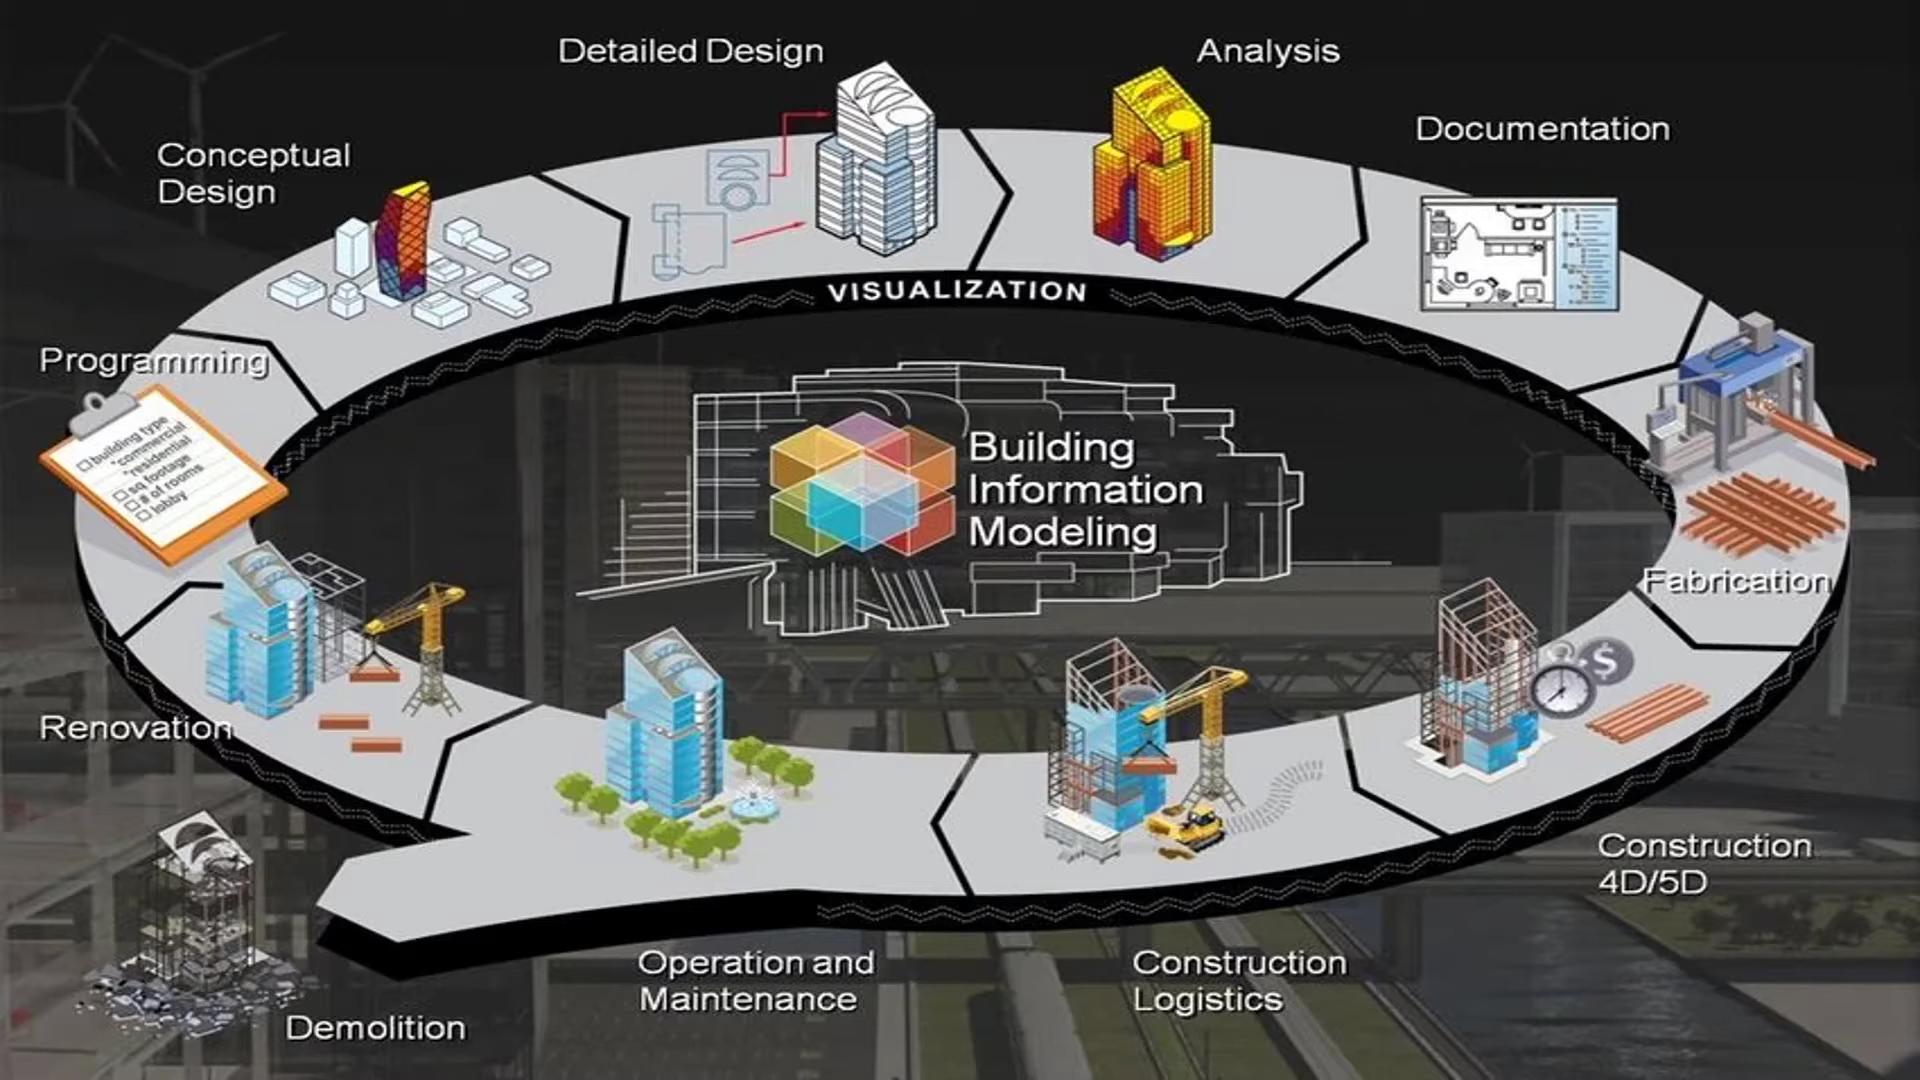 Detailed Design
Analysis
Documentation
Conceptual
Design
VISUALIZATION
Programming
building type
*commercial
*residential
sq footage
# of rooms
lobby
Building
Information
Modeling
Fabrication
$
Renovation
Construction
4D/5D
Operation and
Maintenance
Construction
Logistics
Demolition